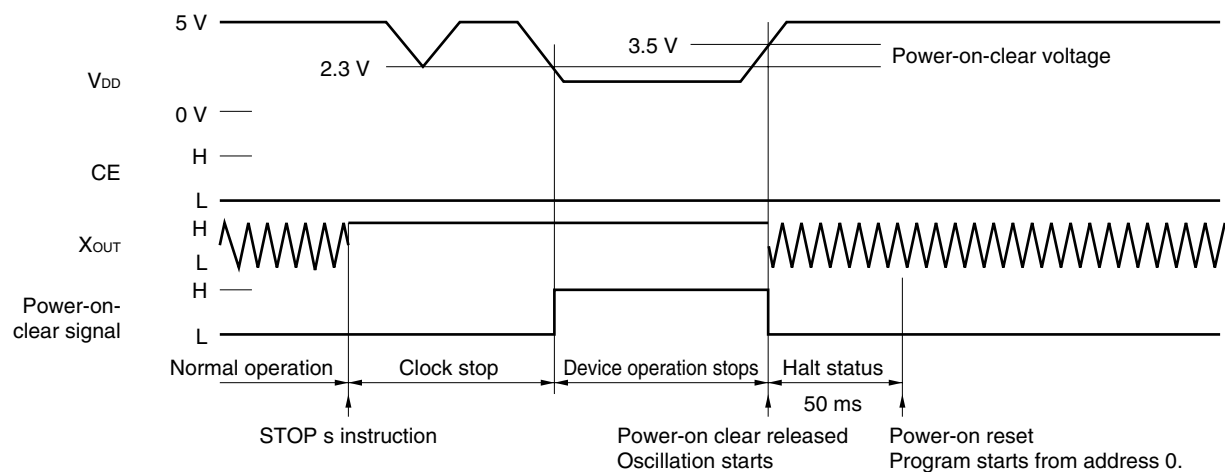 5 V
3.5 V
Power-on-clear voltage
2.3 V
VDD
0 V
H
CE
L
H
XOUT
L
H
Power-on-
clear signal
L
Normal operation
Clock stop
Device operation stops
Halt status
50 ms
STOP s instruction
Power-on clear released
Oscillation starts
Power-on reset
Program starts from address 0.